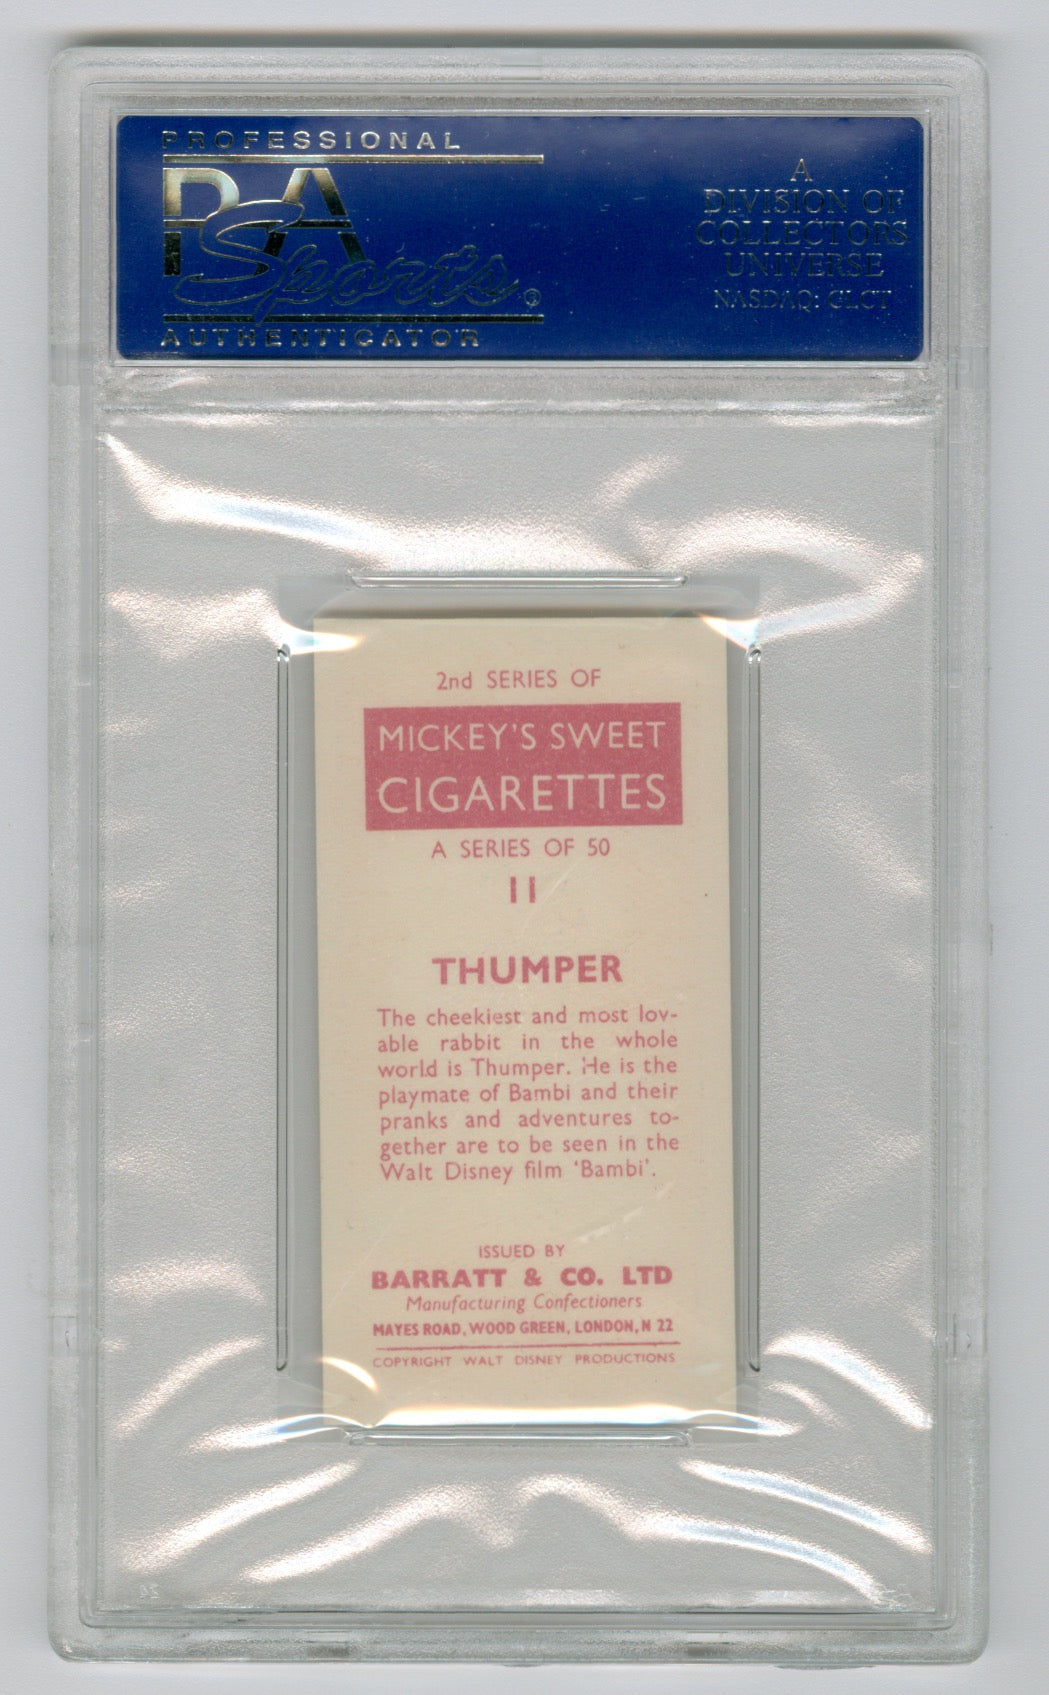 PROFESSIONAL
PSA
Sports®
AUTHENTICATOR
A
DIVISION OF
COLLECTORS
UNIVERSE
NASDAQ: CLCT
2nd SERIES OF
MICKEY'S SWEET
CIGARETTES
A SERIES OF 50
11
THUMPER
The cheekiest and most lov-
able rabbit in the whole
world is Thumper. He is the
playmate of Bambi and their
pranks and adventures to-
gether are to be seen in the
Walt Disney film 'Bambi'.
ISSUED BY
BARRATT & CO. LTD
Manufacturing Confectioners
MAYES ROAD, WOOD GREEN, LONDON, N 22
COPYRIGHT WALT DISNEY PRODUCTIONS